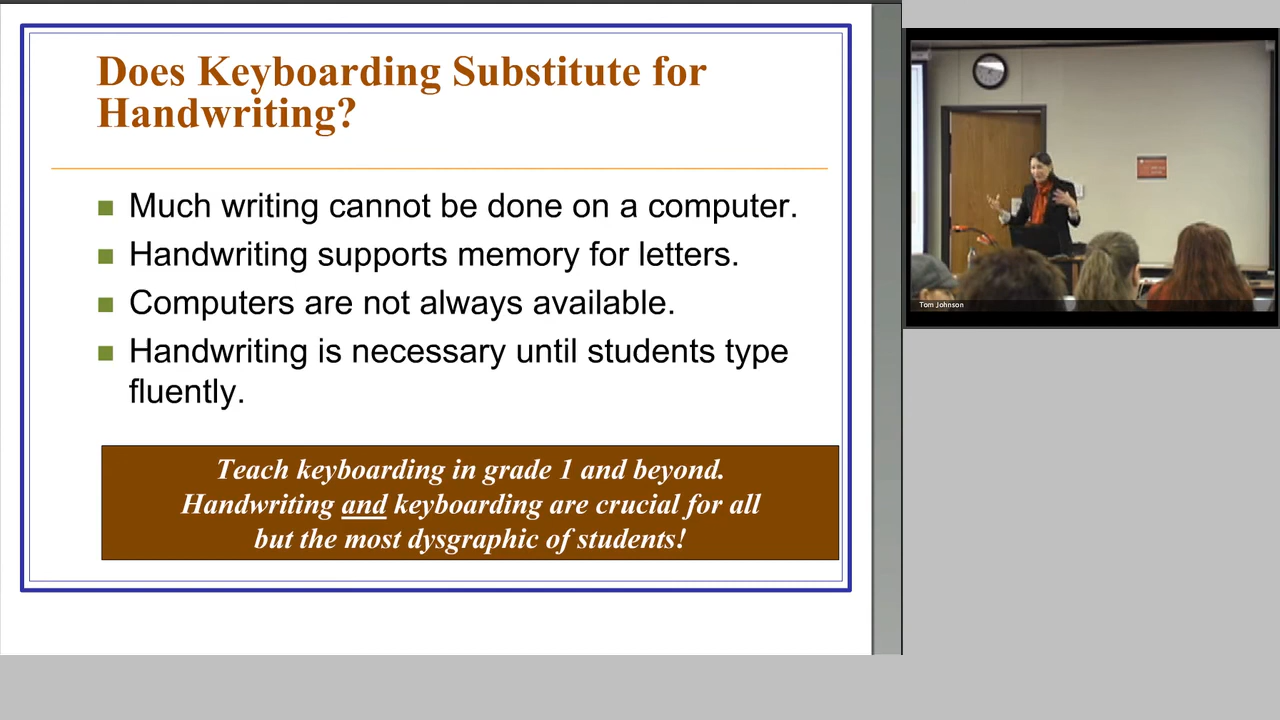 Does Keyboarding Substitute for
Handwriting?
Much writing cannot be done on a computer.
Handwriting supports memory for letters.
Computers are not always available.
Handwriting is necessary until students type
fluently.
Teach keyboarding in grade 1 and beyond.
Handwriting and keyboarding are crucial for all
but the most dysgraphic of students!
Tom Johnson